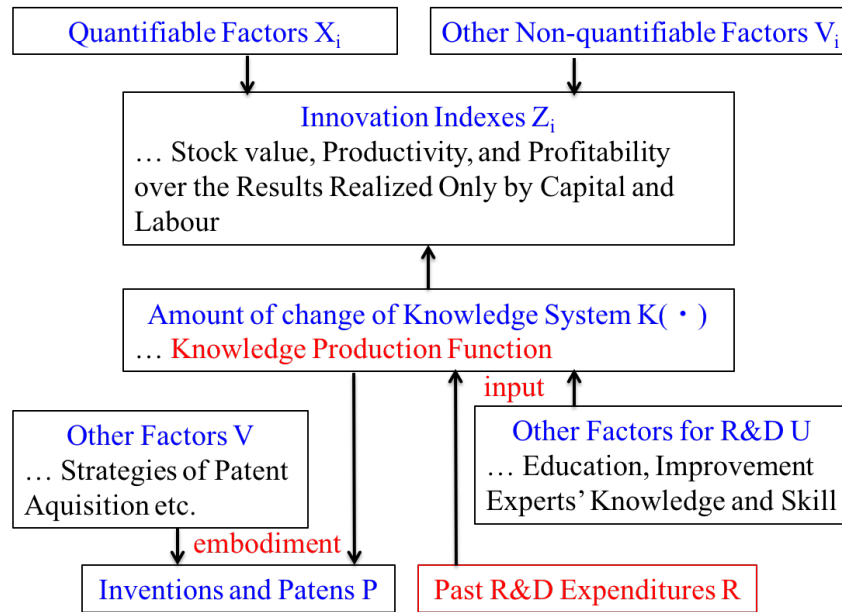 Quantifiable Factors Xi
Other Non-quantifiable Factors Vi
Innovation Indexes Zi
… Stock value, Productivity, and Profitability
over the Results Realized Only by Capital and
Labour
Amount of change of Knowledge System K(・)
… Knowledge Production Function
input
Other Factors V
… Strategies of Patent
Aquisition etc.
Other Factors for R&D U
… Education, Improvement
Experts’ Knowledge and Skill
embodiment
Inventions and Patens P
Past R&D Expenditures R